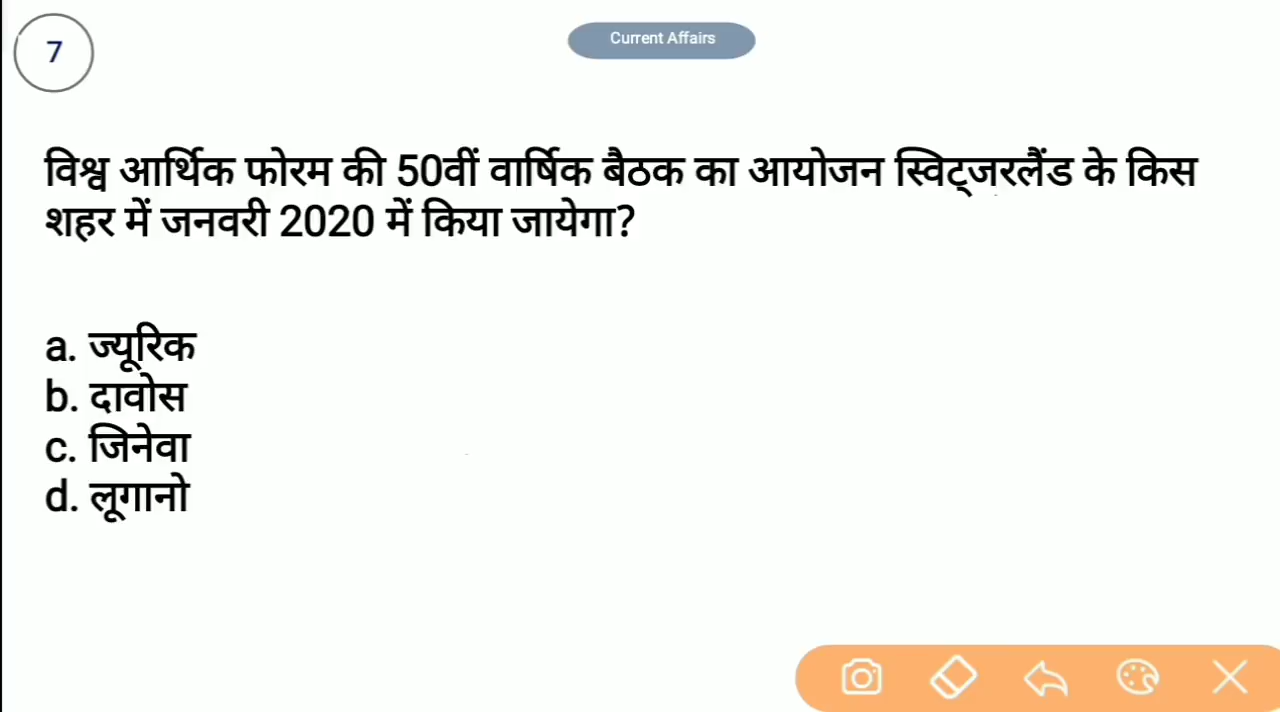 7
Current Affairs
विश्व आर्थिक फोरम की 50वीं वार्षिक बैठक का आयोजन स्विट्जरलैंड के किस
शहर में जनवरी 2020 में किया जायेगा?
a. ज्यूरिक
b. दावोस
c. जिनेवा
d. लूगानो